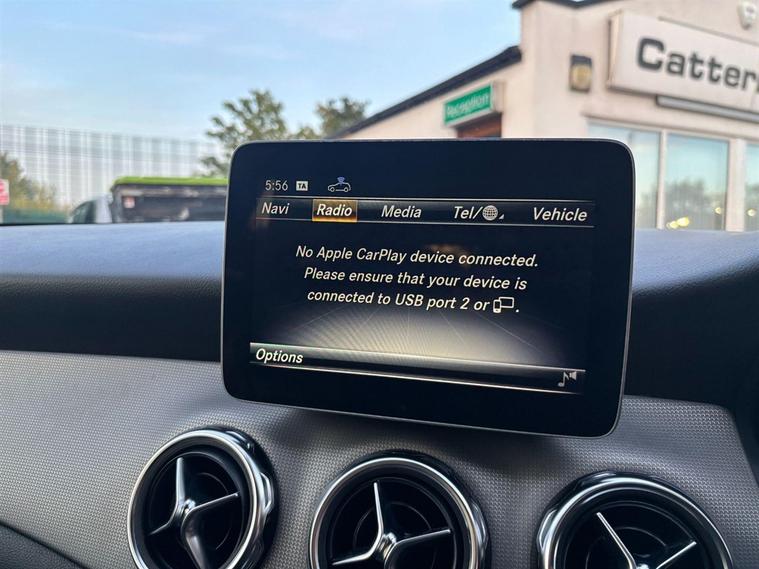 Catter
Reception
5:56 TA
Navi Radio Media Tel/ Vehicle
No Apple CarPlay device connected.
Please ensure that your device is
connected to USB port 2 or .
Options